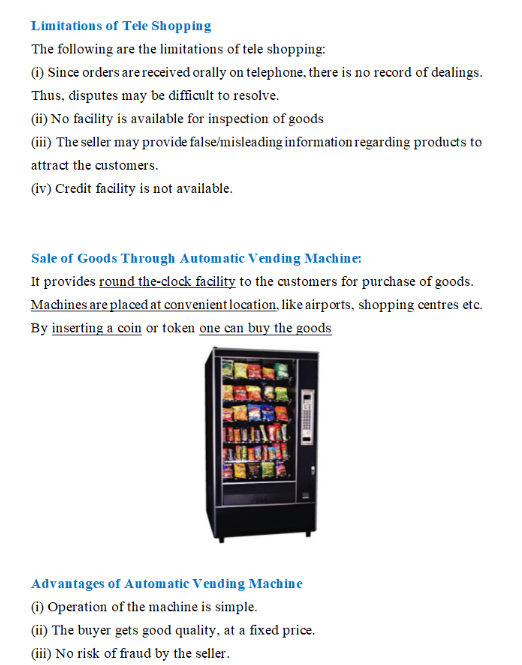 Limitations of Tele Shopping
The following are the limitations of tele shopping:
(i) Since orders are received orally on telephone, there is no record of dealings.
Thus, disputes may be difficult to resolve.
(ii) No facility is available for inspection of goods
(iii) The seller may provide false/misleading information regarding products to
attract the customers.
(iv) Credit facility is not available.
Sale of Goods Through Automatic Vending Machine:
It provides round the-clock facility to the customers for purchase of goods.
Machines are placed at convenient location, like airports, shopping centres etc.
By inserting a coin or token one can buy the goods
Advantages of Automatic Vending Machine
(i) Operation of the machine is simple.
(ii) The buyer gets good quality, at a fixed price.
(iii) No risk of fraud by the seller.